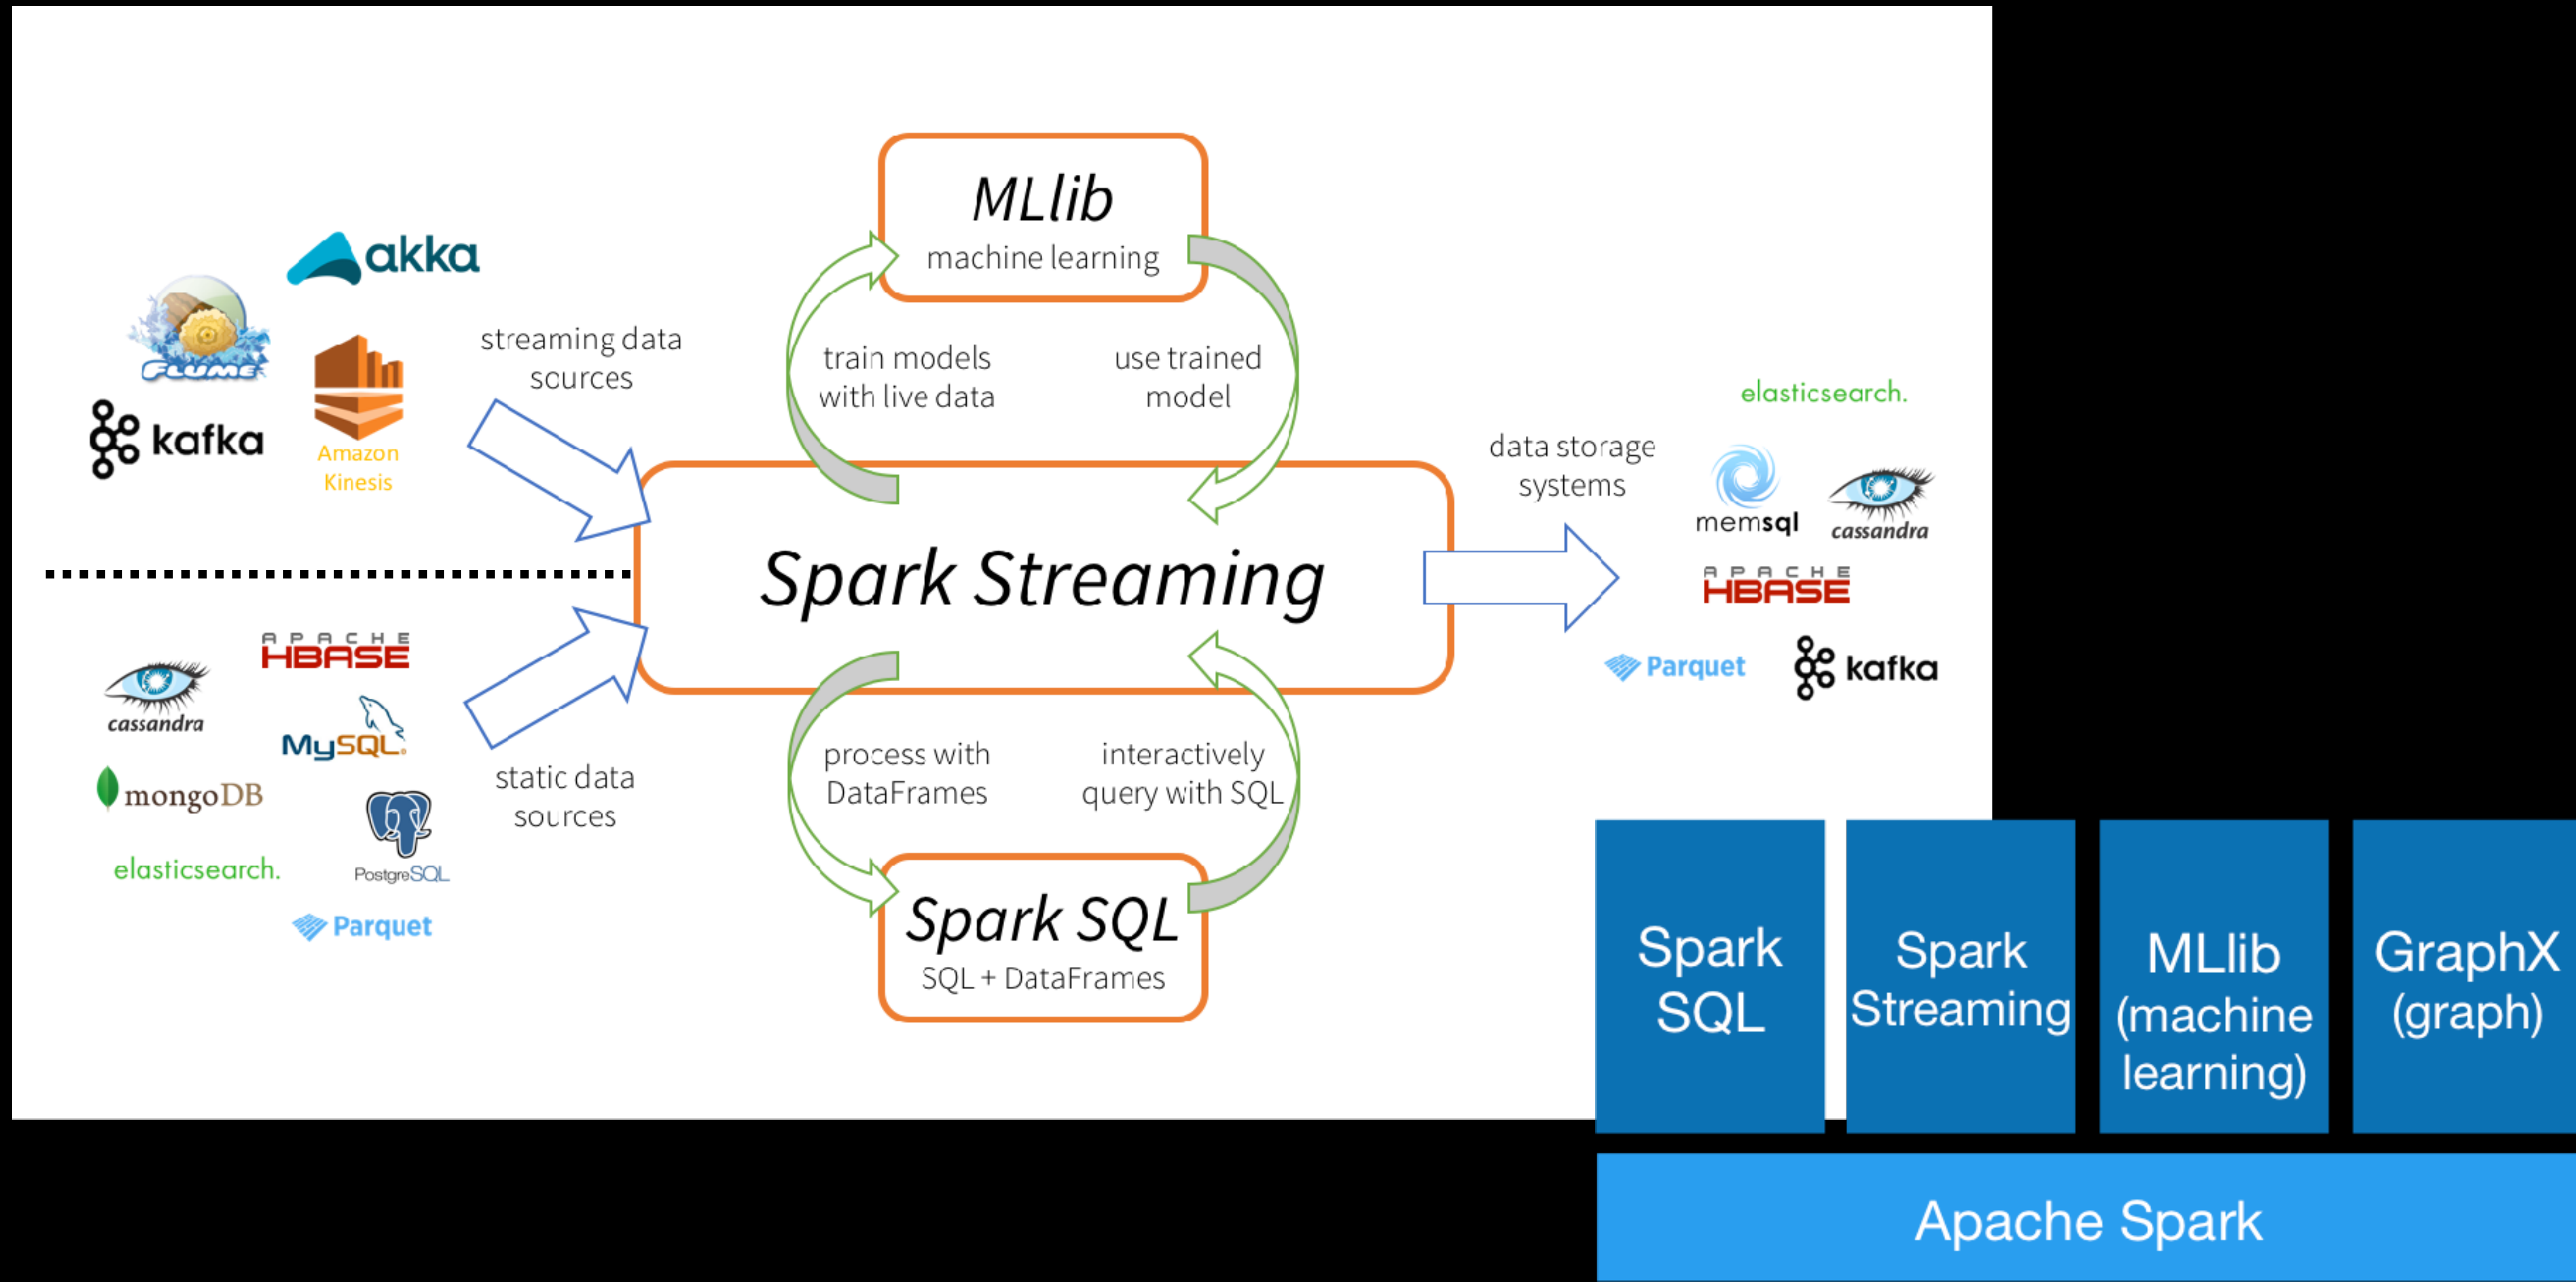 akka
FLUME
kafka
Amazon
Kinesis
streaming data
sources
APACHE
HBASE
cassandra
MySQL
mongoDB
PostgreSQL
elasticsearch.
Parquet
static data
sources
MLlib
machine learning
train models
with live data
use trained
model
Spark Streaming
process with
DataFrames
interactively
query with SQL
Spark SQL
SQL + DataFrames
data storage
systems
elasticsearch.
memsql
cassandra
APACHE
HBASE
Parquet
kafka
Spark
SQL
Spark
Streaming
MLlib
(machine
learning)
GraphX
(graph)
Apache Spark